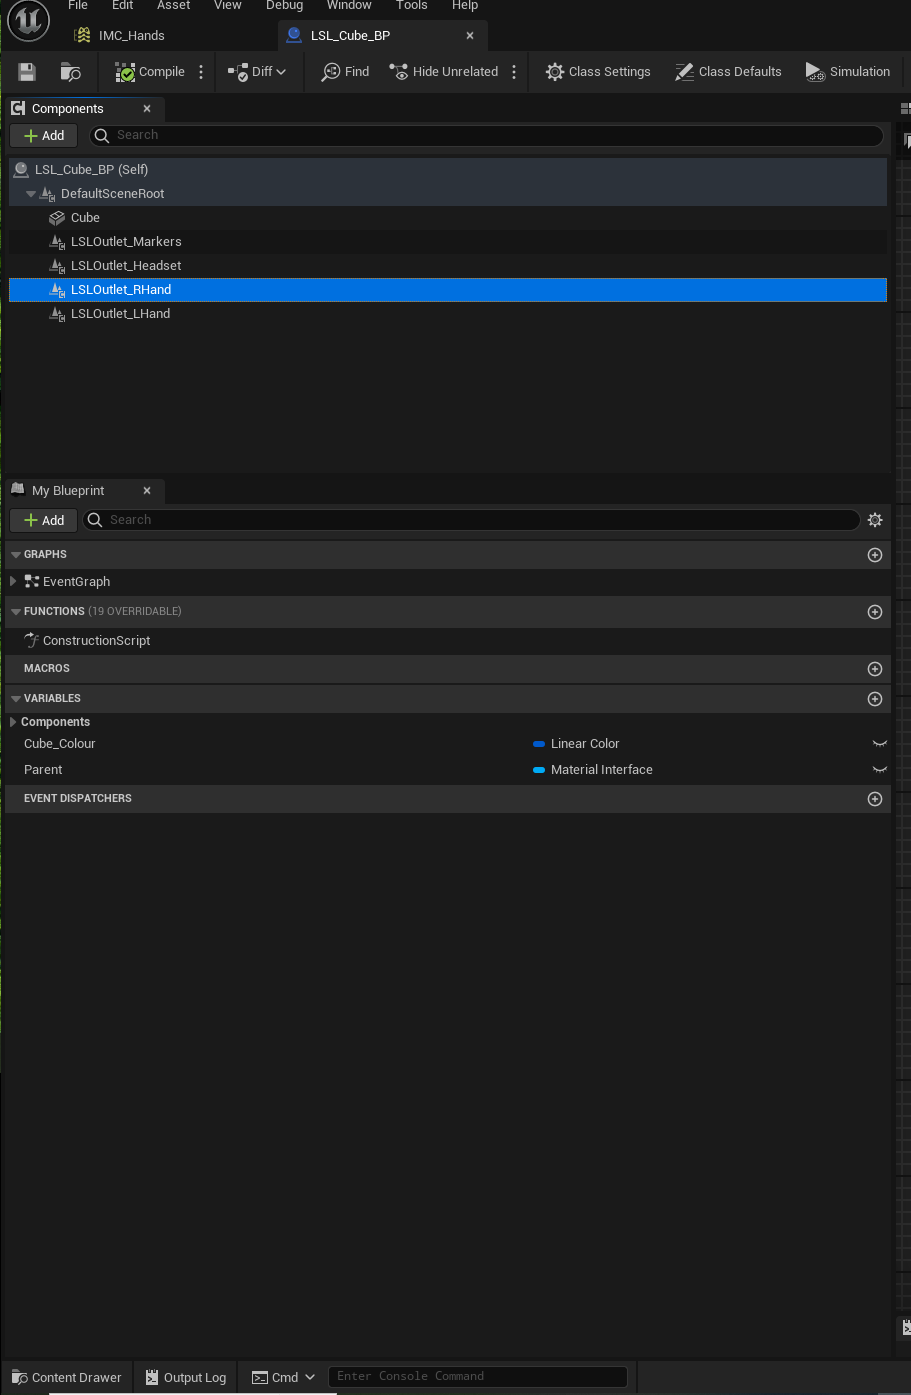 File Edit Asset View Debug Window Tools Help
IMC_Hands LSL_Cube_BP
Compile Diff Find Hide Unrelated Class Settings Class Defaults Simulation
Components
Add Search
LSL_Cube_BP (Self)
DefaultSceneRoot
Cube
LSLOutlet_Markers
LSLOutlet_Headset
LSLOutlet_RHand
LSLOutlet_LHand
My Blueprint
Add Search
GRAPHS
EventGraph
FUNCTIONS (19 OVERRIDABLE)
ConstructionScript
MACROS
VARIABLES
Components
Cube_Colour Linear Color
Parent Material Interface
EVENT DISPATCHERS
Content Drawer Output Log Cmd Enter Console Command